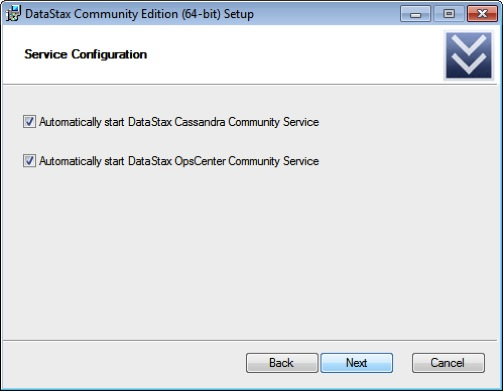 DataStax Community Edition (64-bit) Setup
Service Configuration
Automatically start DataStax Cassandra Community Service
Automatically start DataStax OpsCenter Community Service
Back
Next
Cancel